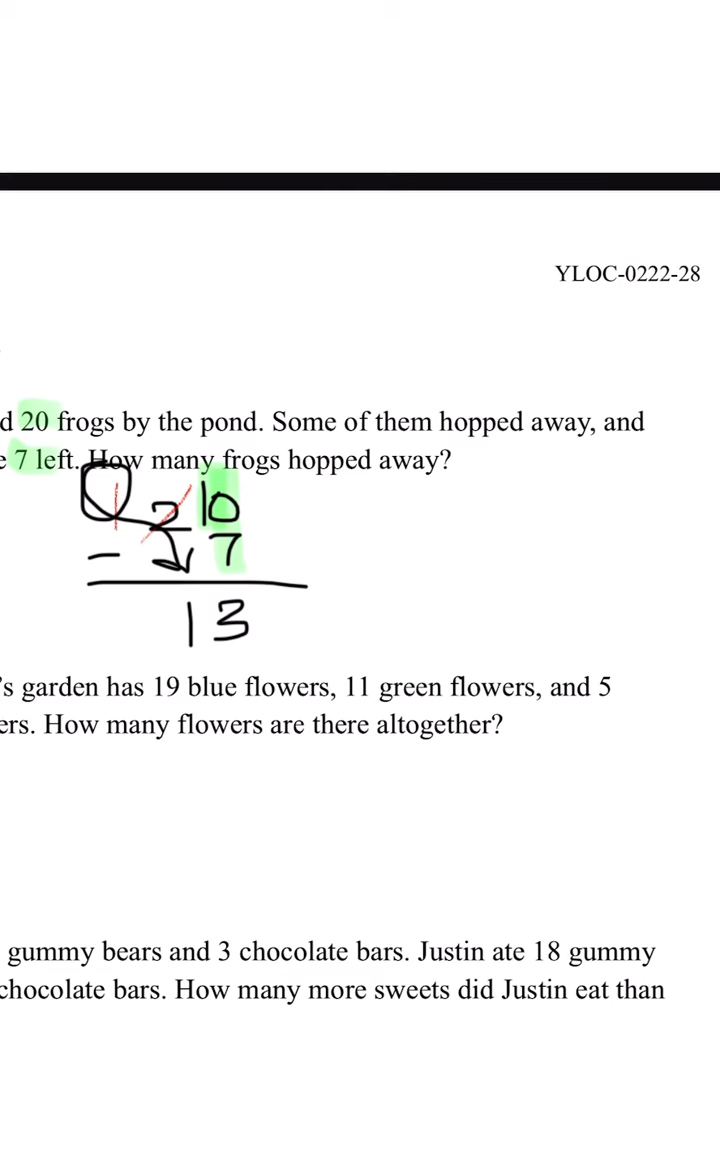 YLOC-0222-28
d 20 frogs by the pond. Some of them hopped away, and
e 7 left. How many frogs hopped away?
1 2 10
- 7
13
's garden has 19 blue flowers, 11 green flowers, and 5
ers. How many flowers are there altogether?
gummy bears and 3 chocolate bars. Justin ate 18 gummy
chocolate bars. How many more sweets did Justin eat than